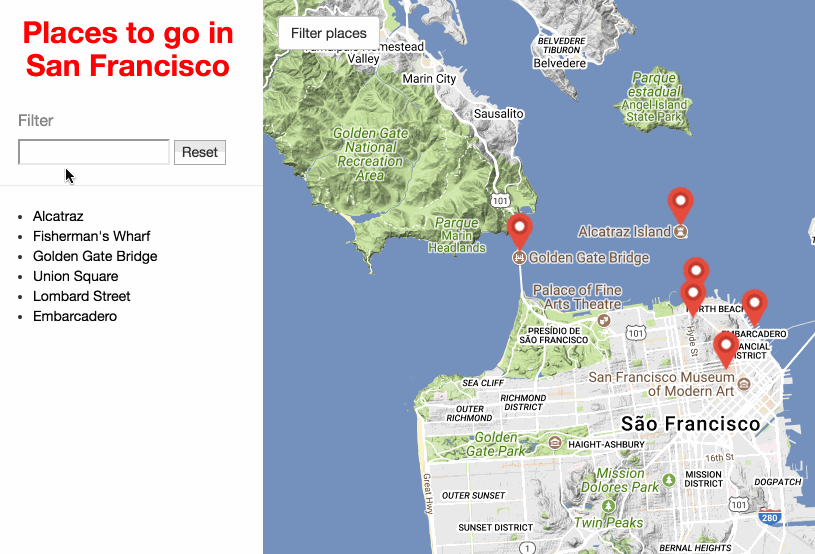 Places to go in
San Francisco
Filter
Reset
Alcatraz
Fisherman's Wharf
Golden Gate Bridge
Union Square
Lombard Street
Embarcadero
Filter places
Homestead
Valley
Marin City
BELVEDERE
TIBURON
Belvedere
Parque
estadual
Angel Island
State Park
Sausalito
Golden Gate
National
Recreation
Area
101
Parque
Marin
Headlands
Alcatraz Island
Golden Gate Bridge
Palace of Fine
Arts Theatre
NORTH BEACH
PRESÍDIO DE
SÃO FRANCISCO
101
Hyde St
EMBARCADERO
DISTRICT
San Francisco Museum
of Modern Art
SEA CLIFF
RICHMOND
DISTRICT
OUTER
RICHMOND
São Francisco
Golden
Gate Park
HAIGHT-ASHBURY
16th St
Mission
Dolores Park
MISSION
DISTRICT
DOGPATCH
Great Hwy
OUTER SUNSET
101
280
Twin Peaks
SUNSET DISTRICT
1
BERNAL HEIGHTS